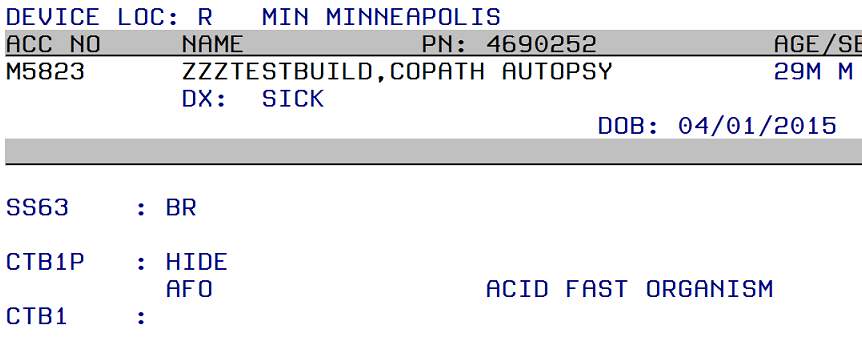 DEVICE LOC: R MIN MINNEAPOLIS
ACC NO NAME PN: 4690252 AGE/SE
M5823 ZZZTESTBUILD,COPATH AUTOPSY 29M M
DX: SICK
DOB: 04/01/2015
SS63 : BR
CTB1P : HIDE
AFO ACID FAST ORGANISM
CTB1 :